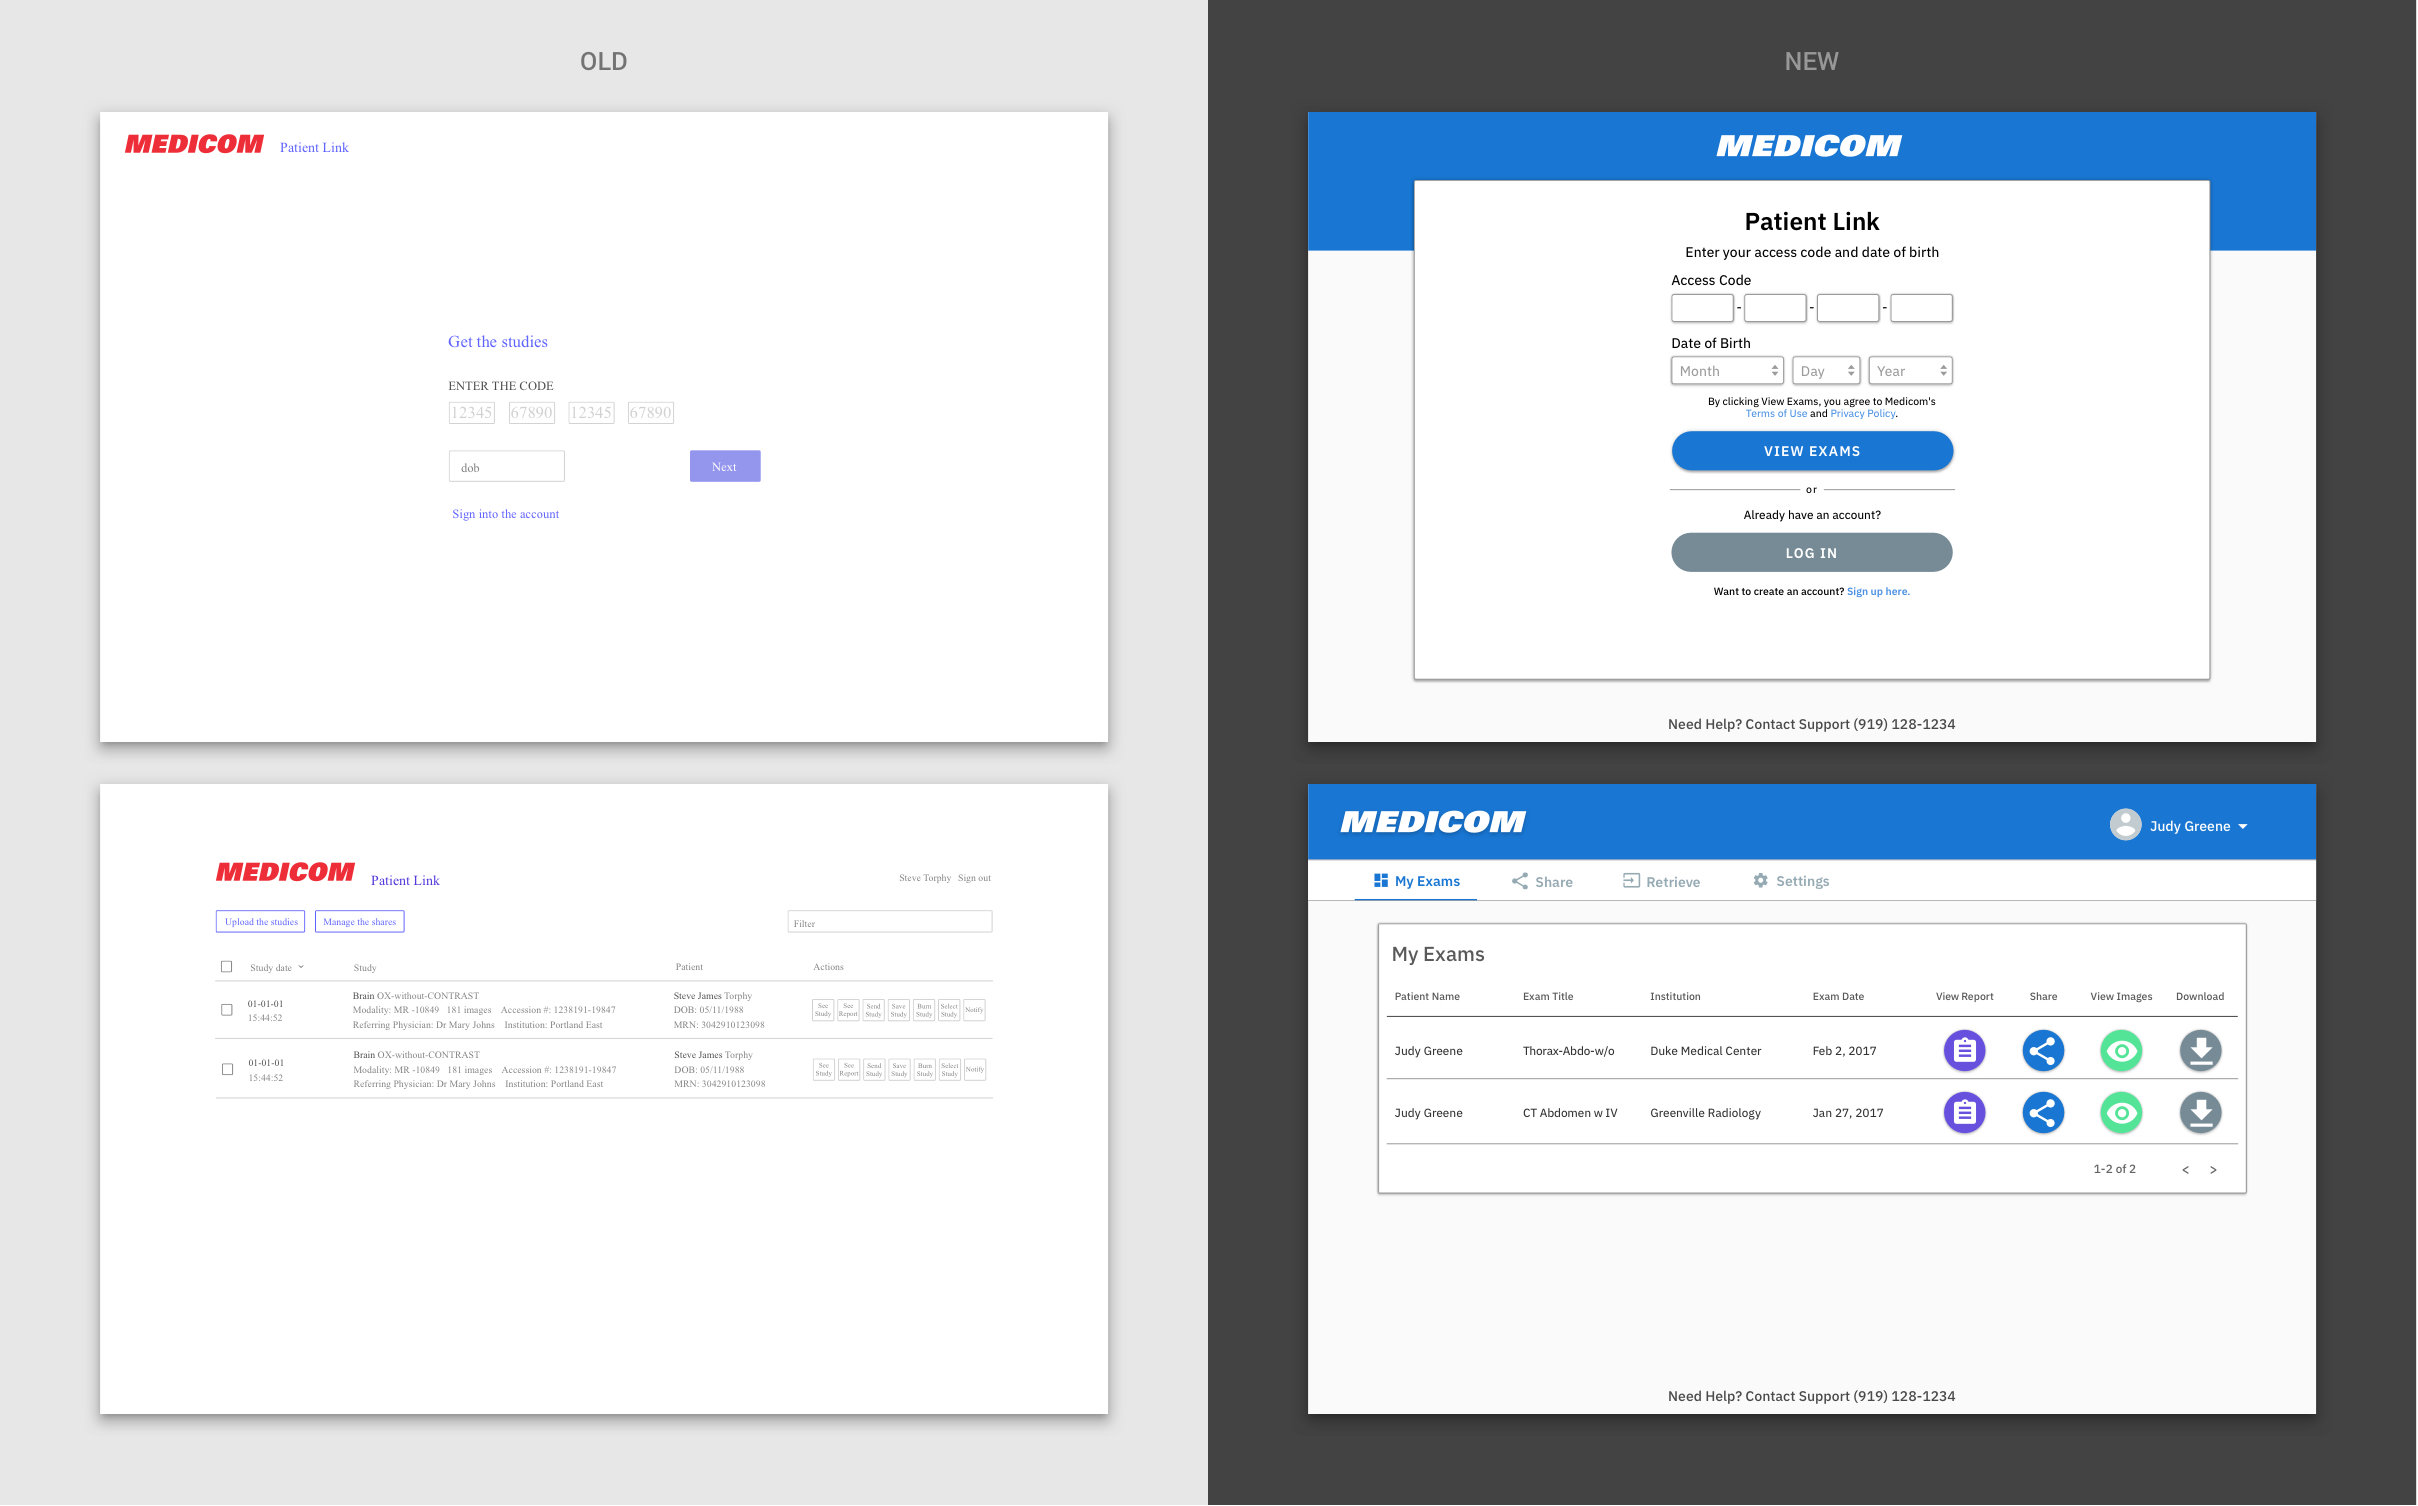 OLD
MEDICOM Patient Link
Get the studies
ENTER THE CODE
12345 67890 12345 67890
dob
Next
Sign into the account
MEDICOM Patient Link
Steve Torphy Sign out
Upload the studies Manage the shares
Filter
Study date Study Patient Actions
01-01-01
15:44:52
Brain OX-without-CONTRAST
Modality: MR -10849 181 images Accession #: 1238191-19847
Referring Physician: Dr Mary Johns Institution: Portland East
Steve James Torphy
DOB: 05/11/1988
MRN: 3042910123098
See Study See Report Send Study Save Study Burn Study Select Study Notify
01-01-01
15:44:52
Brain OX-without-CONTRAST
Modality: MR -10849 181 images Accession #: 1238191-19847
Referring Physician: Dr Mary Johns Institution: Portland East
Steve James Torphy
DOB: 05/11/1988
MRN: 3042910123098
See Study See Report Send Study Save Study Burn Study Select Study Notify
NEW
MEDICOM
Patient Link
Enter your access code and date of birth
Access Code
- - -
Date of Birth
Month Day Year
By clicking View Exams, you agree to Medicom's
Terms of Use and Privacy Policy.
VIEW EXAMS
or
Already have an account?
LOG IN
Want to create an account? Sign up here.
Need Help? Contact Support (919) 128-1234
MEDICOM
Judy Greene
My Exams Share Retrieve Settings
My Exams
Patient Name Exam Title Institution Exam Date View Report Share View Images Download
Judy Greene Thorax-Abdo-w/o Duke Medical Center Feb 2, 2017
Judy Greene CT Abdomen w IV Greenville Radiology Jan 27, 2017
1-2 of 2 < >
Need Help? Contact Support (919) 128-1234